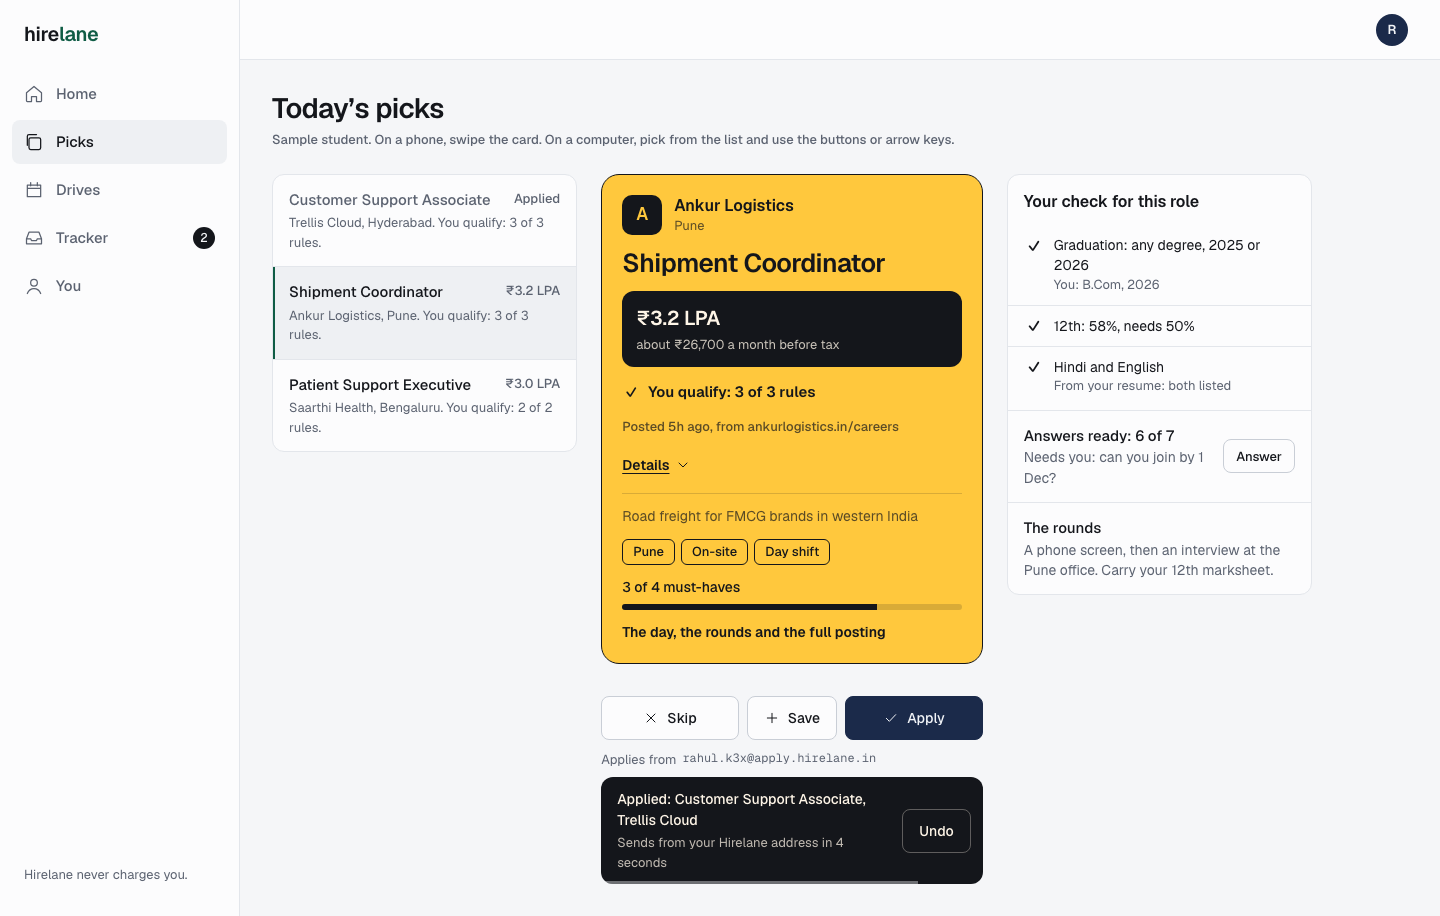 hirelane
R
Home
Picks
Drives
Tracker
2
You
Hirelane never charges you.
Today’s picks
Sample student. On a phone, swipe the card. On a computer, pick from the list and use the buttons or arrow keys.
Customer Support Associate
Applied
Trellis Cloud, Hyderabad. You qualify: 3 of 3
rules.
Shipment Coordinator
₹3.2 LPA
Ankur Logistics, Pune. You qualify: 3 of 3
rules.
Patient Support Executive
₹3.0 LPA
Saarthi Health, Bengaluru. You qualify: 2 of 2
rules.
A
Ankur Logistics
Pune
Shipment Coordinator
₹3.2 LPA
about ₹26,700 a month before tax
You qualify: 3 of 3 rules
Posted 5h ago, from ankurlogistics.in/careers
Details
Road freight for FMCG brands in western India
Pune
On-site
Day shift
3 of 4 must-haves
The day, the rounds and the full posting
Skip
Save
Apply
Applies from rahul.k3x@apply.hirelane.in
Applied: Customer Support Associate,
Trellis Cloud
Sends from your Hirelane address in 4
seconds
Undo
Your check for this role
Graduation: any degree, 2025 or
2026
You: B.Com, 2026
12th: 58%, needs 50%
Hindi and English
From your resume: both listed
Answers ready: 6 of 7
Needs you: can you join by 1
Dec?
Answer
The rounds
A phone screen, then an interview at the
Pune office. Carry your 12th marksheet.